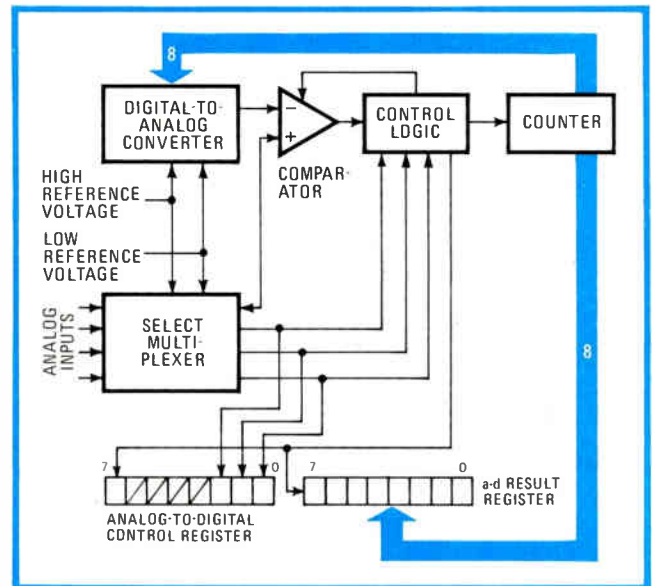 8
DIGITAL-TO-
ANALOG
CONVERTER
−
+
COMPAR-
ATOR
CONTROL
LOGIC
COUNTER
HIGH
REFERENCE
VOLTAGE
LOW
REFERENCE
VOLTAGE
ANALOG
INPUTS
SELECT
MULTI-
PLEXER
8
7
0
ANALOG-TO-DIGITAL
CONTROL REGISTER
7
0
a-d RESULT
REGISTER